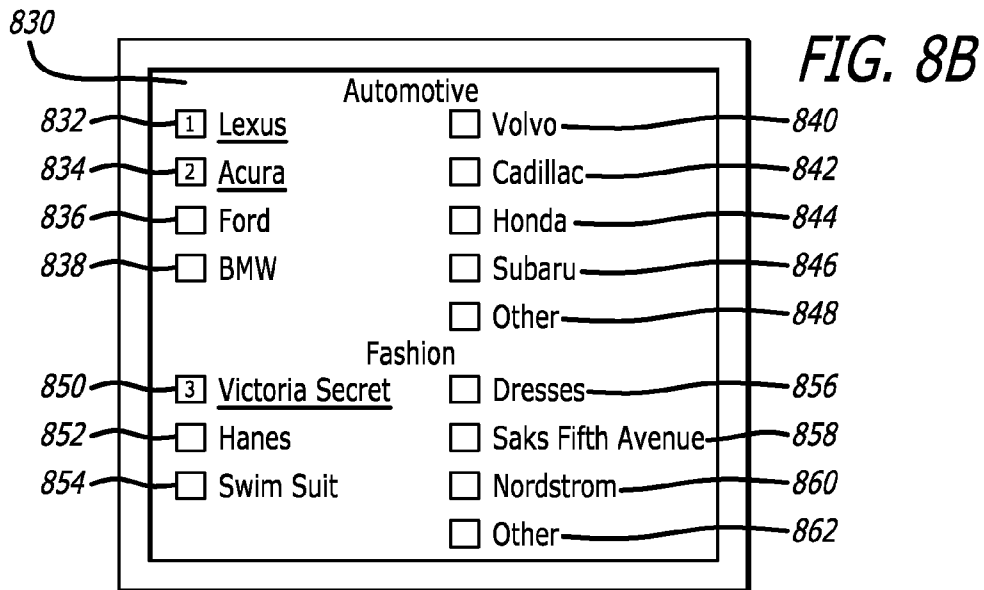 830
FIG. 8B
Automotive
832 1 Lexus Volvo 840
834 2 Acura Cadillac 842
836 Ford Honda 844
838 BMW Subaru 846
Other 848
Fashion
850 3 Victoria Secret Dresses 856
852 Hanes Saks Fifth Avenue 858
854 Swim Suit Nordstrom 860
Other 862